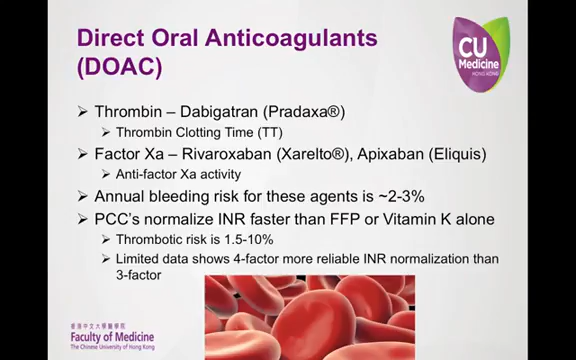 Direct Oral Anticoagulants
(DOAC)
CU
Medicine
HONG KONG
➢ Thrombin – Dabigatran (Pradaxa®)
➢ Thrombin Clotting Time (TT)
➢ Factor Xa – Rivaroxaban (Xarelto®), Apixaban (Eliquis)
➢ Anti-factor Xa activity
➢ Annual bleeding risk for these agents is ~2-3%
➢ PCC's normalize INR faster than FFP or Vitamin K alone
➢ Thrombotic risk is 1.5-10%
➢ Limited data shows 4-factor more reliable INR normalization than
3-factor
香港中文大學醫學院
Faculty of Medicine
The Chinese University of Hong Kong